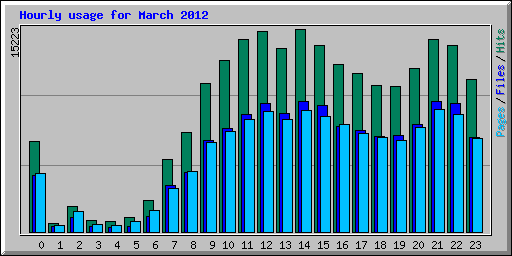 Hourly usage for March 2012
15223
Pages / Files / Hits
0 1 2 3 4 5 6 7 8 9 10 11 12 13 14 15 16 17 18 19 20 21 22 23